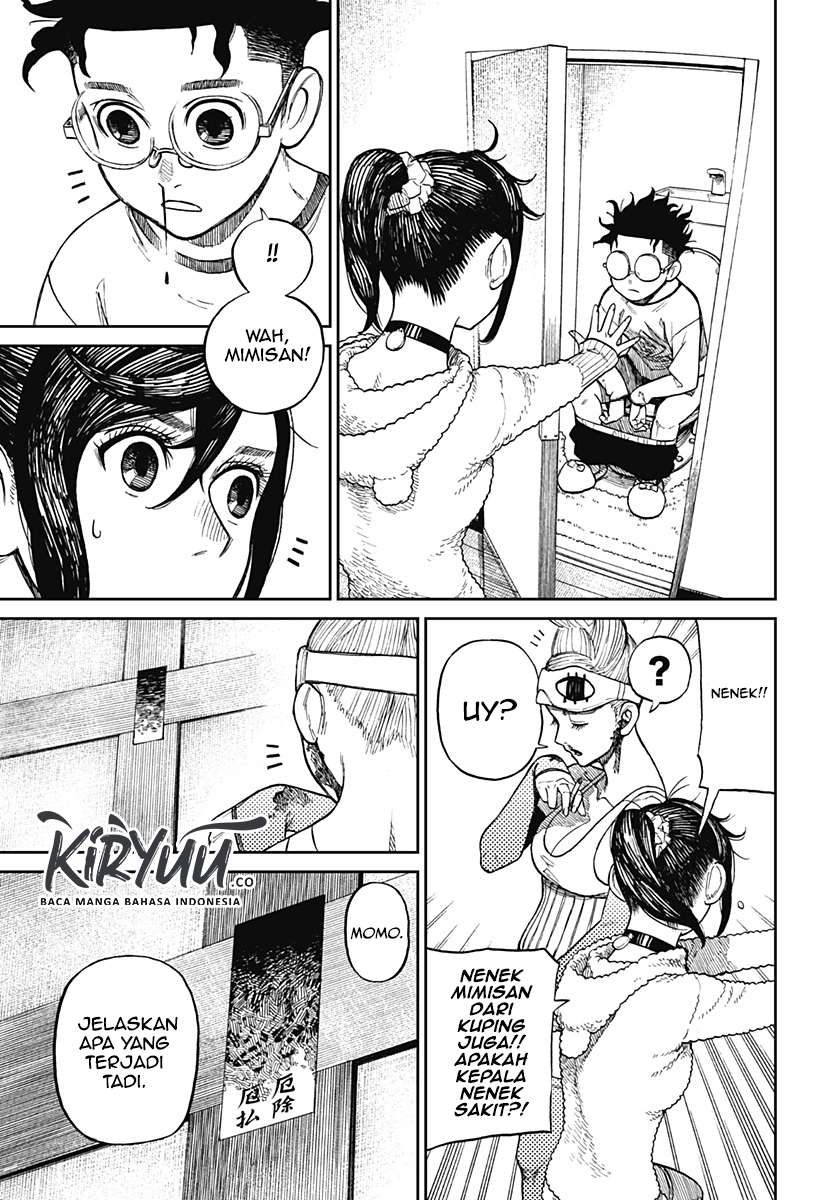 !!
WAH,
MIMISAN!
NENEK!!
?
UY?
NENEK
MIMISAN
DARI
KUPING
JUGA!!
APAKAH
KEPALA
NENEK
SAKIT?!
KIRYUU.CO
BACA MANGA BAHASA INDONESIA
MOMO.
JELASKAN
APA YANG
TERJADI
TADI.
厄除
厄払